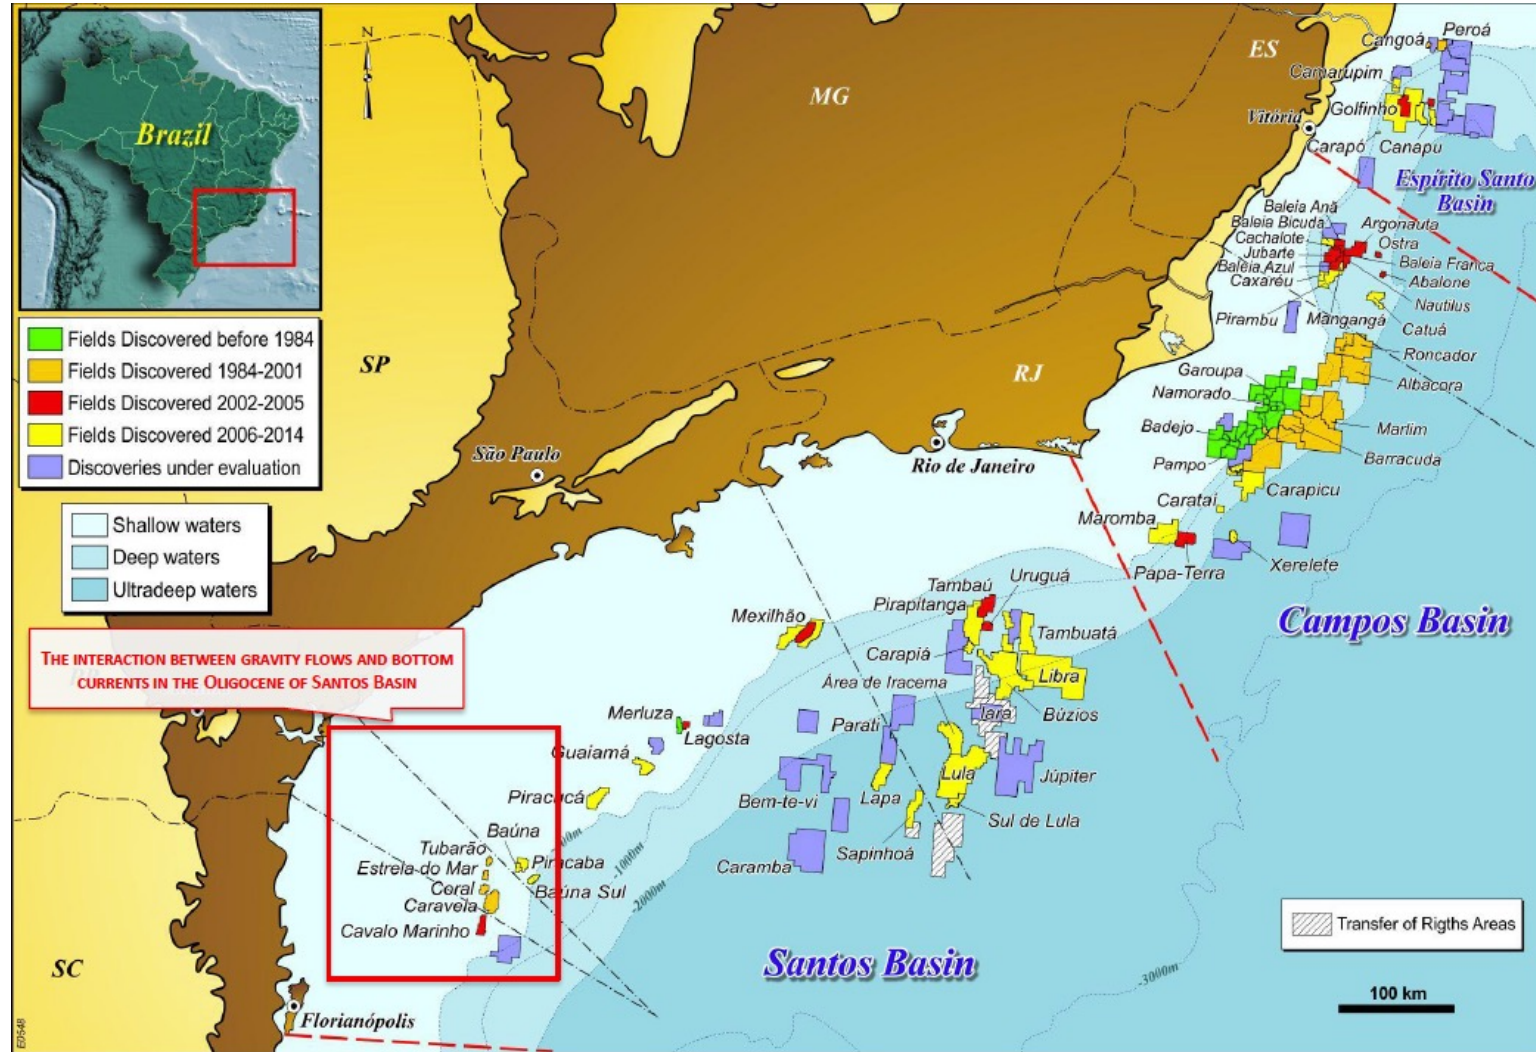 Brazil
N
MG
ES
SP
RJ
SC
Vitória
São Paulo
Rio de Janeiro
Florianópolis
Fields Discovered before 1984
Fields Discovered 1984-2001
Fields Discovered 2002-2005
Fields Discovered 2006-2014
Discoveries under evaluation
Shallow waters
Deep waters
Ultradeep waters
THE INTERACTION BETWEEN GRAVITY FLOWS AND BOTTOM
CURRENTS IN THE OLIGOCENE OF SANTOS BASIN
Cangoá
Peroá
Camarupim
Golfinho
Carapó
Canapu
Espírito Santo
Basin
Baleia Anã
Baleia Bicuda
Argonauta
Cachalote
Ostra
Jubarte
Baleia Franca
Baleia Azul
Abalone
Caxaréu
Nautilus
Pirambu
Mangangá
Catuá
Roncador
Garoupa
Albacora
Namorado
Badejo
Marlim
Barracuda
Pampo
Carapicu
Carataí
Maromba
Papa-Terra
Xerelete
Campos Basin
Tambaú
Uruguá
Pirapitanga
Mexilhão
Tambuatá
Carapiá
Libra
Área de Iracema
Búzios
Iara
Merluza
Lagosta
Parati
Guaiamá
Lula
Júpiter
Piracucá
Bem-te-vi
Lapa
Sul de Lula
Baúna
Sapinhoá
Caramba
Tubarão
Piracaba
Estrela do Mar
Coral
Baúna Sul
Caravela
Cavalo Marinho
-1000m
-2000m
-3000m
Santos Basin
Transfer of Rigths Areas
100 km
E0548